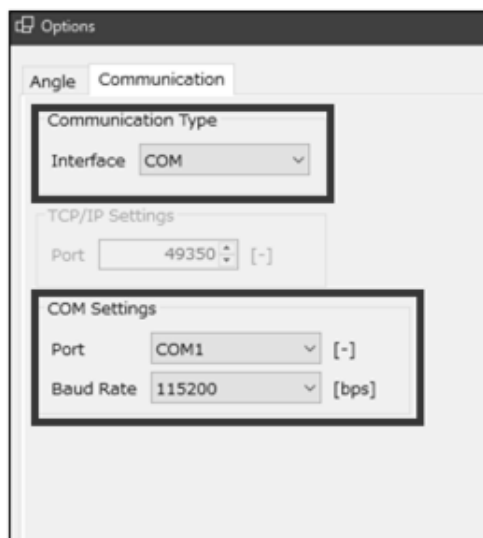 Options
Angle Communication
Communication Type
Interface COM
TCP/IP Settings
Port 49350 [-]
COM Settings
Port COM1 [-]
Baud Rate 115200 [bps]